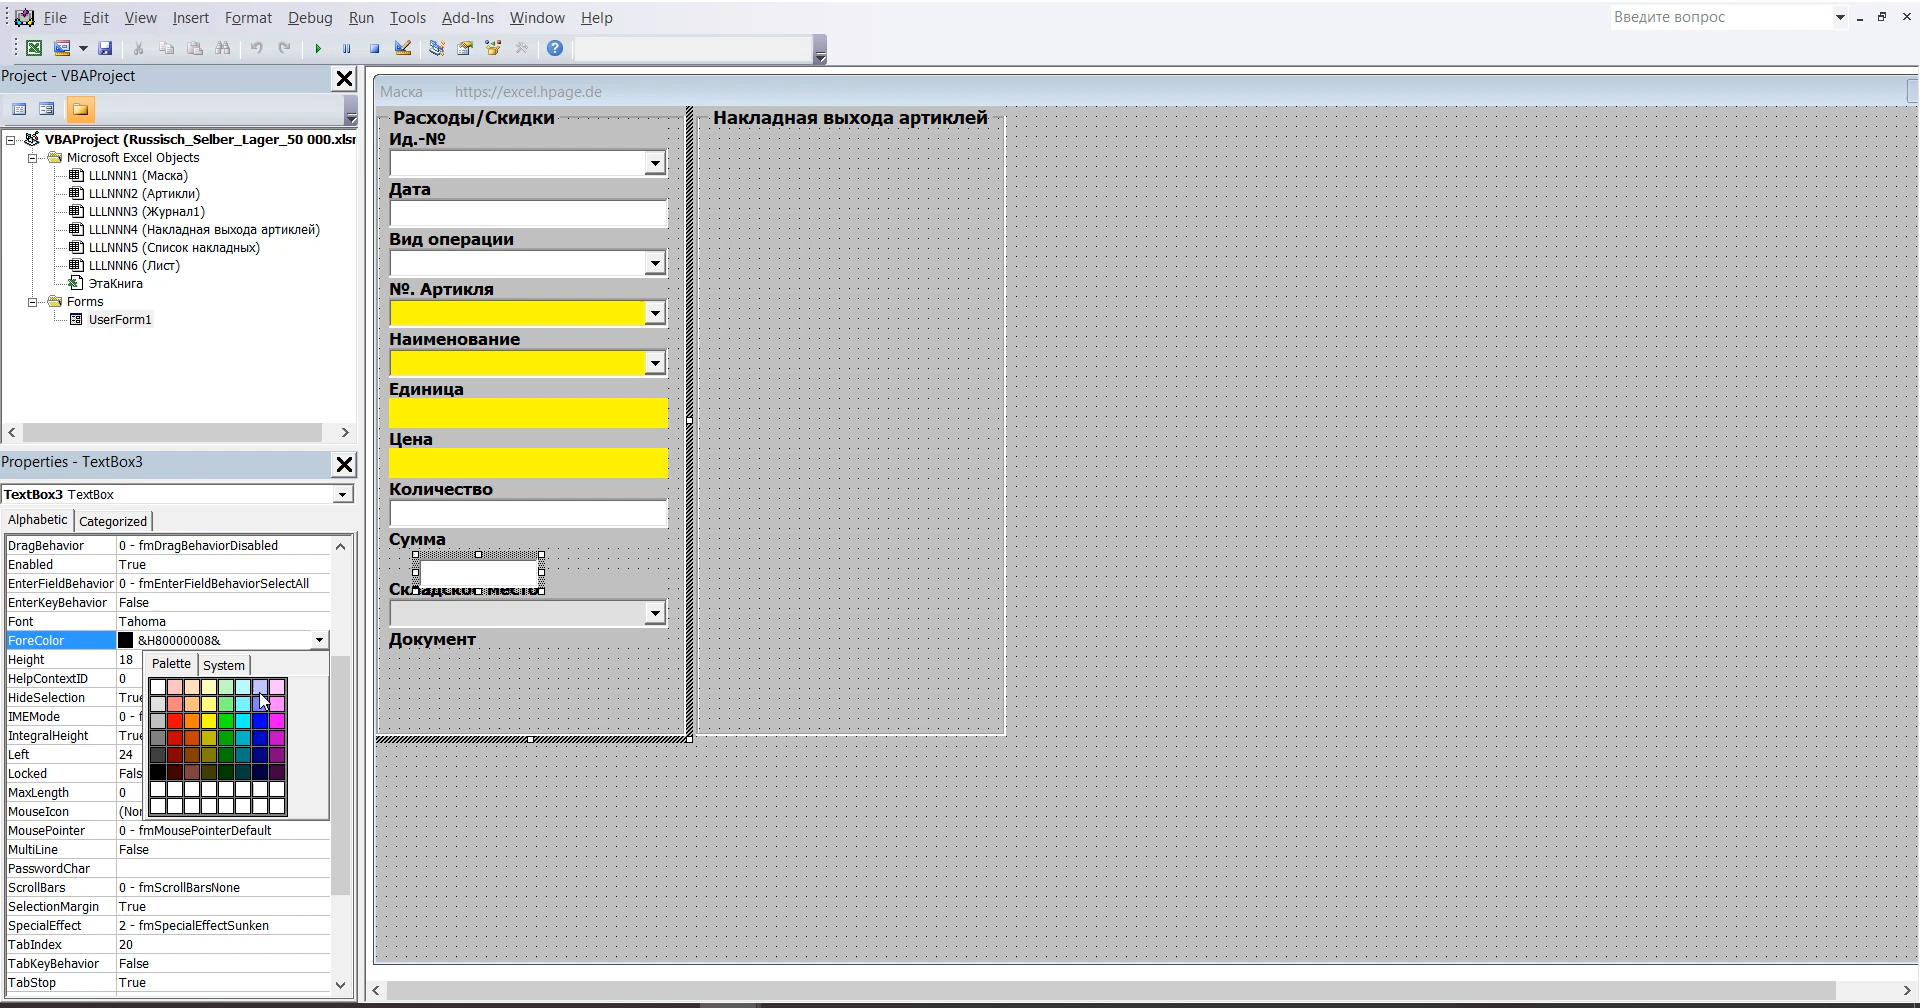 File Edit View Insert Format Debug Run Tools Add-Ins Window Help
Введите вопрос
Project - VBAProject
VBAProject (Russisch_Selber_Lager_50 000.xlsm
Microsoft Excel Objects
LLLNNN1 (Маска)
LLLNNN2 (Артикли)
LLLNNN3 (Журнал1)
LLLNNN4 (Накладная выхода артиклей)
LLLNNN5 (Список накладных)
LLLNNN6 (Лист)
ЭтаКнига
Forms
UserForm1
Properties - TextBox3
TextBox3 TextBox
Alphabetic Categorized
DragBehavior 0 - fmDragBehaviorDisabled
Enabled True
EnterFieldBehavior 0 - fmEnterFieldBehaviorSelectAll
EnterKeyBehavior False
Font Tahoma
ForeColor &H80000008&
Height 18
Palette System
HelpContextID 0
HideSelection
IMEMode 0 -
IntegralHeight
Left 24
Locked
MaxLength 0
MouseIcon
MousePointer 0 - fmMousePointerDefault
MultiLine False
PasswordChar
ScrollBars 0 - fmScrollBarsNone
SelectionMargin True
SpecialEffect 2 - fmSpecialEffectSunken
TabIndex 20
TabKeyBehavior False
TabStop True
Маска https://excel.hpage.de
Расходы/Скидки
Ид.-№
Дата
Вид операции
№. Артикля
Наименование
Единица
Цена
Количество
Сумма
Складское место
Документ
Накладная выхода артиклей